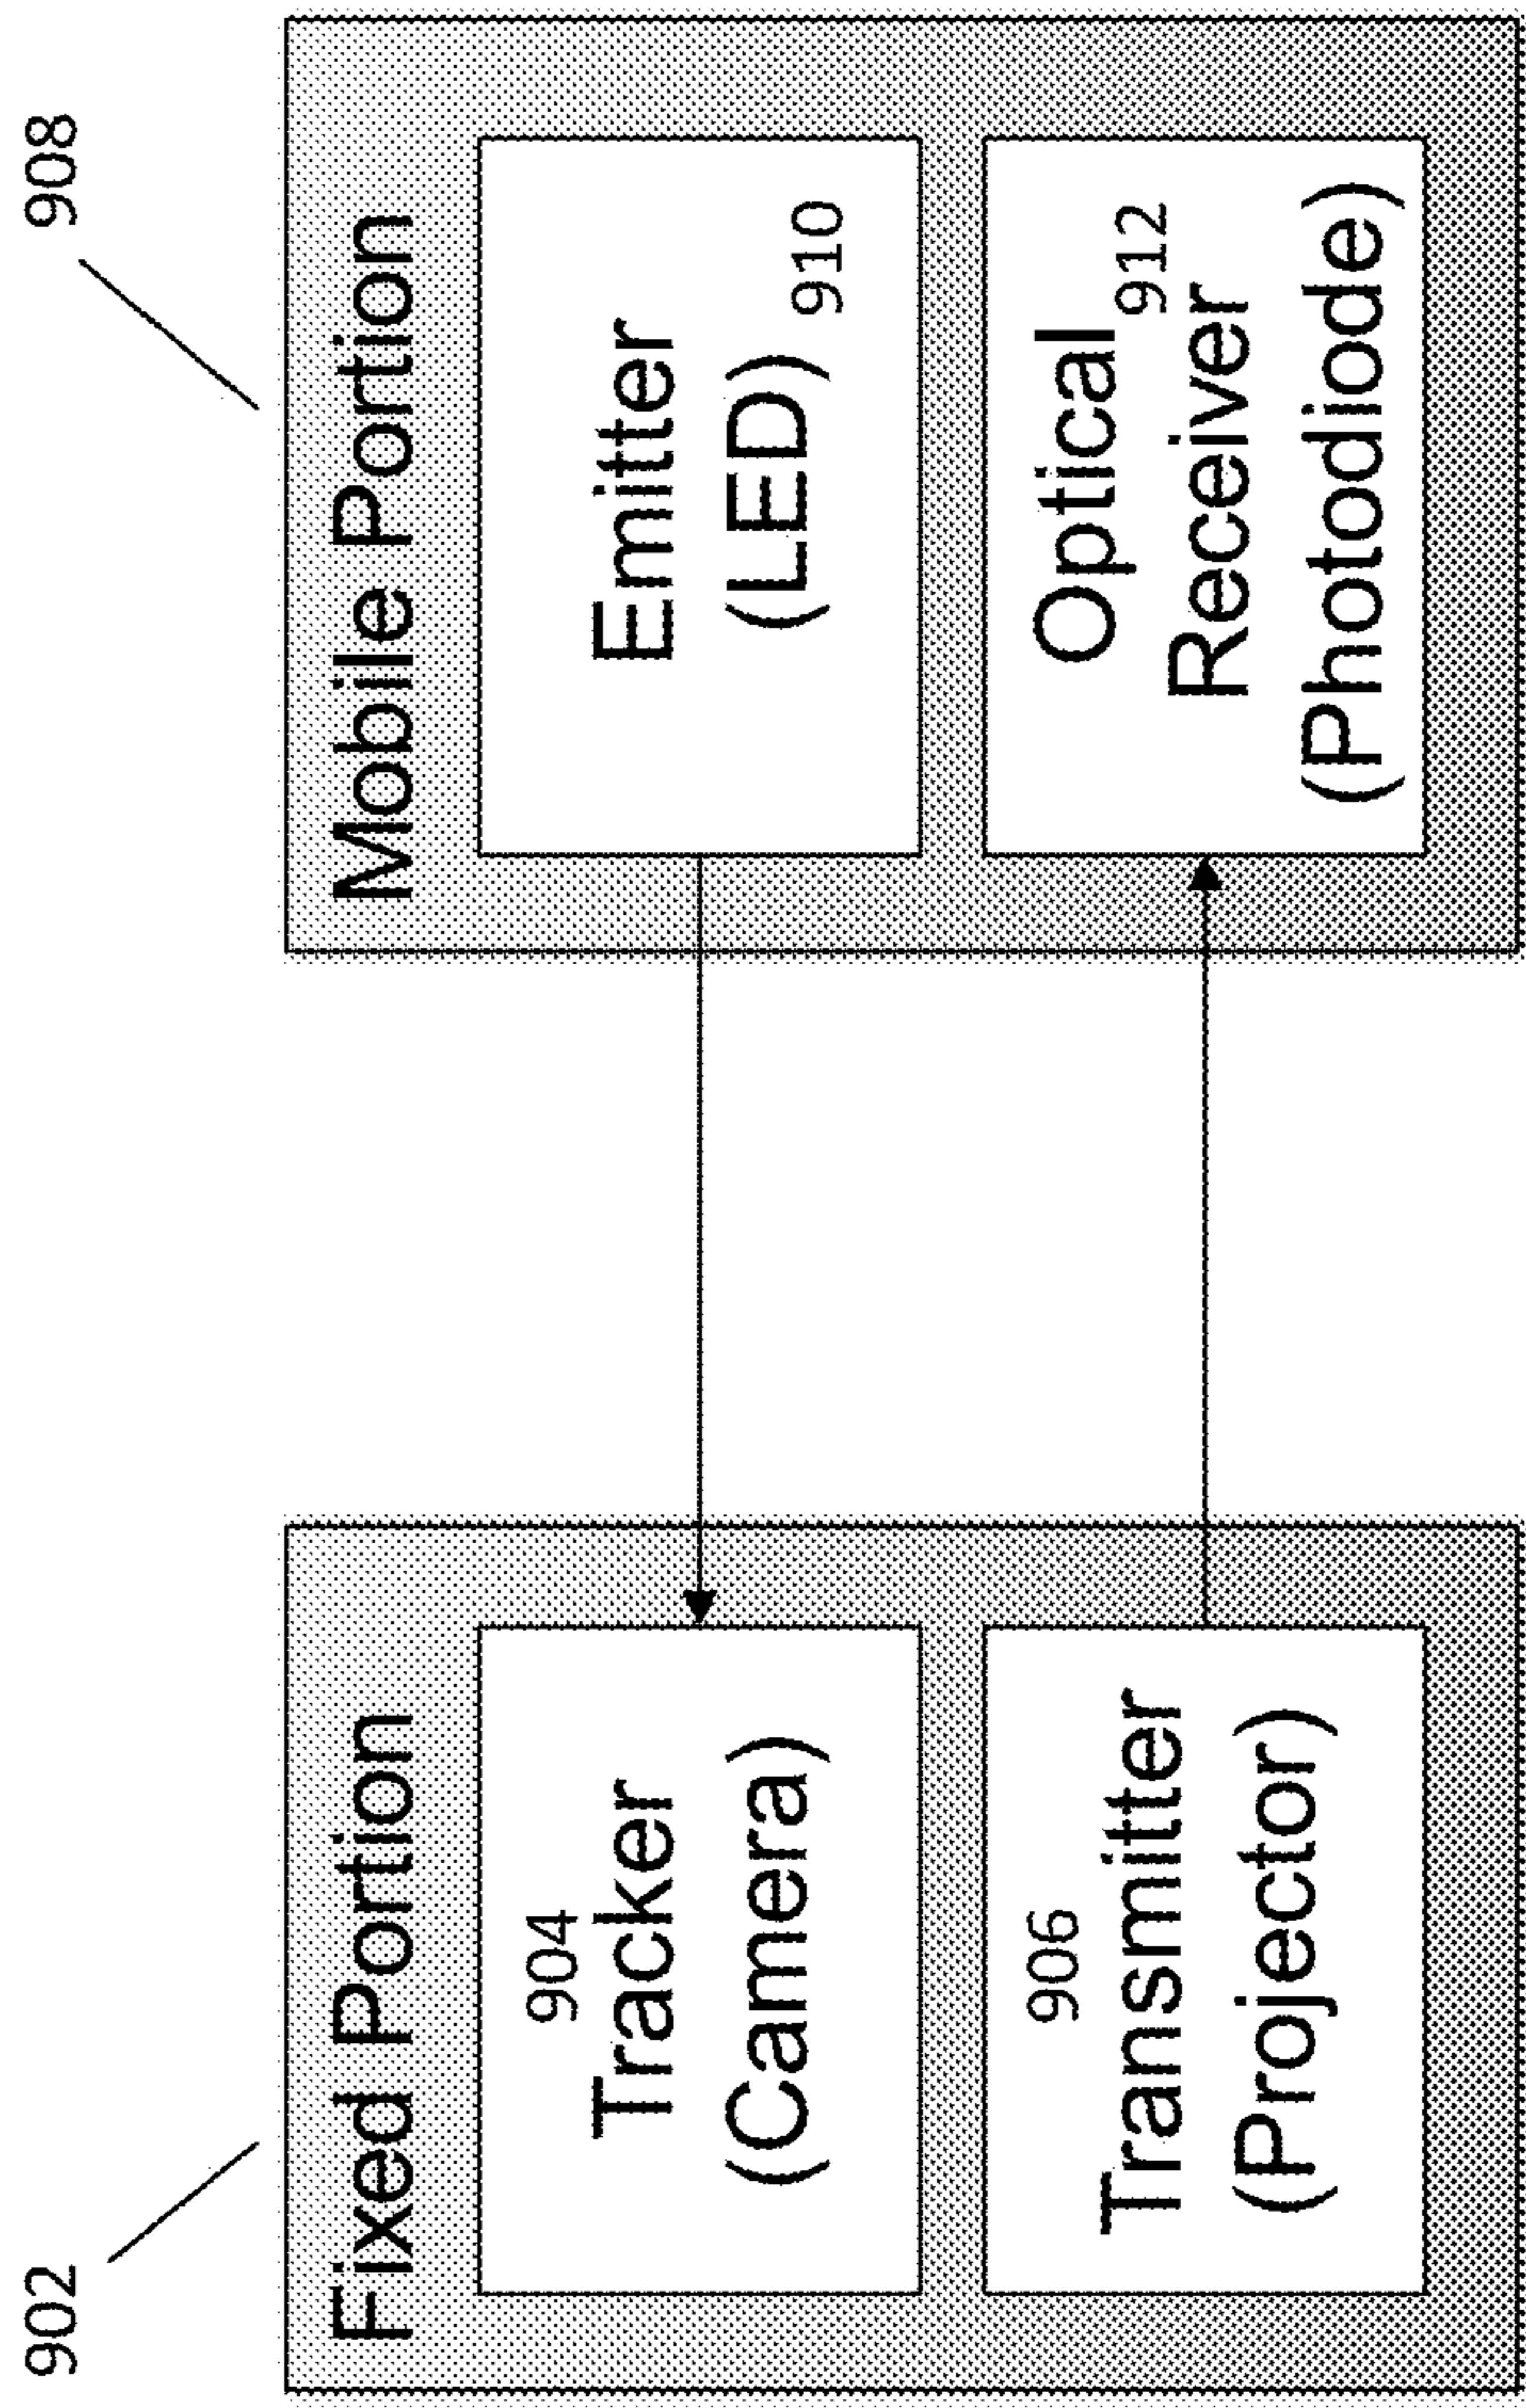 902
Fixed Portion
904
Tracker
(Camera)
906
Transmitter
(Projector)
908
Mobile Portion
Emitter
(LED)
910
Optical
912
Receiver
(Photodiode)